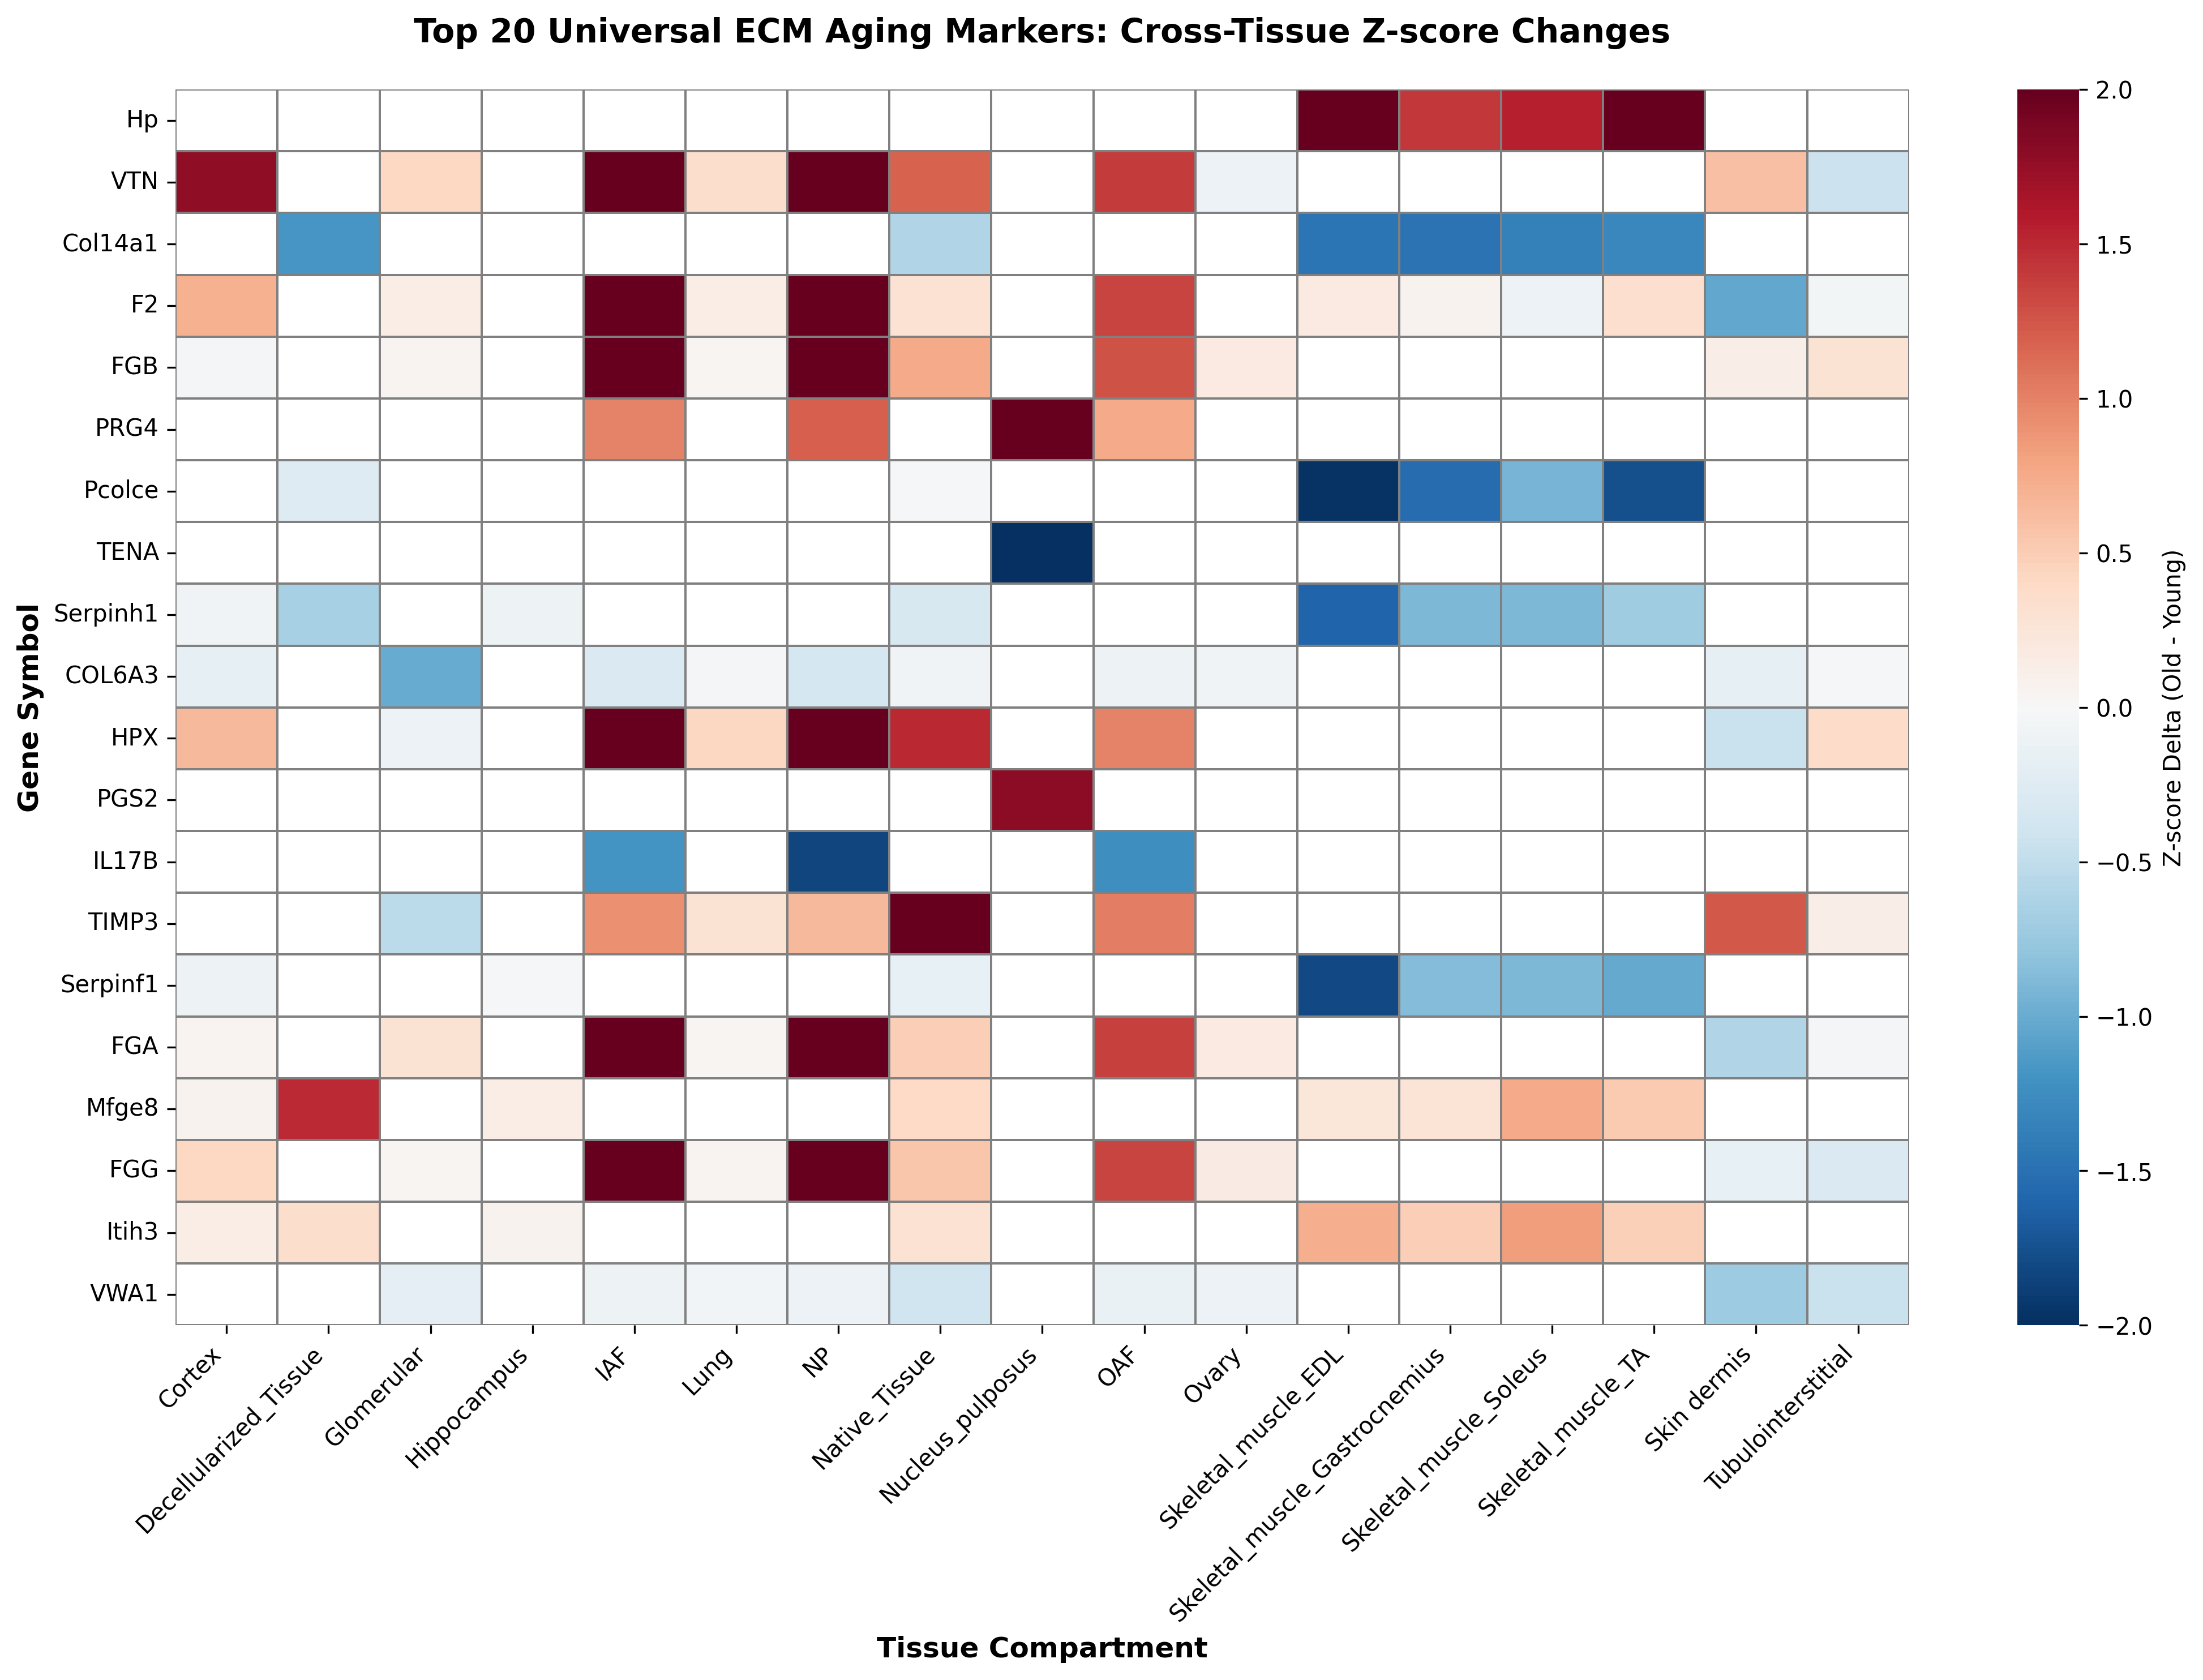 Top 20 Universal ECM Aging Markers: Cross-Tissue Z-score Changes
Gene Symbol
Hp
VTN
Col14a1
F2
FGB
PRG4
Pcolce
TENA
Serpinh1
COL6A3
HPX
PGS2
IL17B
TIMP3
Serpinf1
FGA
Mfge8
FGG
Itih3
VWA1
Cortex
Decellularized_Tissue
Glomerular
Hippocampus
IAF
Lung
NP
Native_Tissue
Nucleus_pulposus
OAF
Ovary
Skeletal_muscle_EDL
Skeletal_muscle_Gastrocnemius
Skeletal_muscle_Soleus
Skeletal_muscle_TA
Skin dermis
Tubulointerstitial
Tissue Compartment
2.0
1.5
1.0
0.5
0.0
−0.5
−1.0
−1.5
−2.0
Z-score Delta (Old - Young)